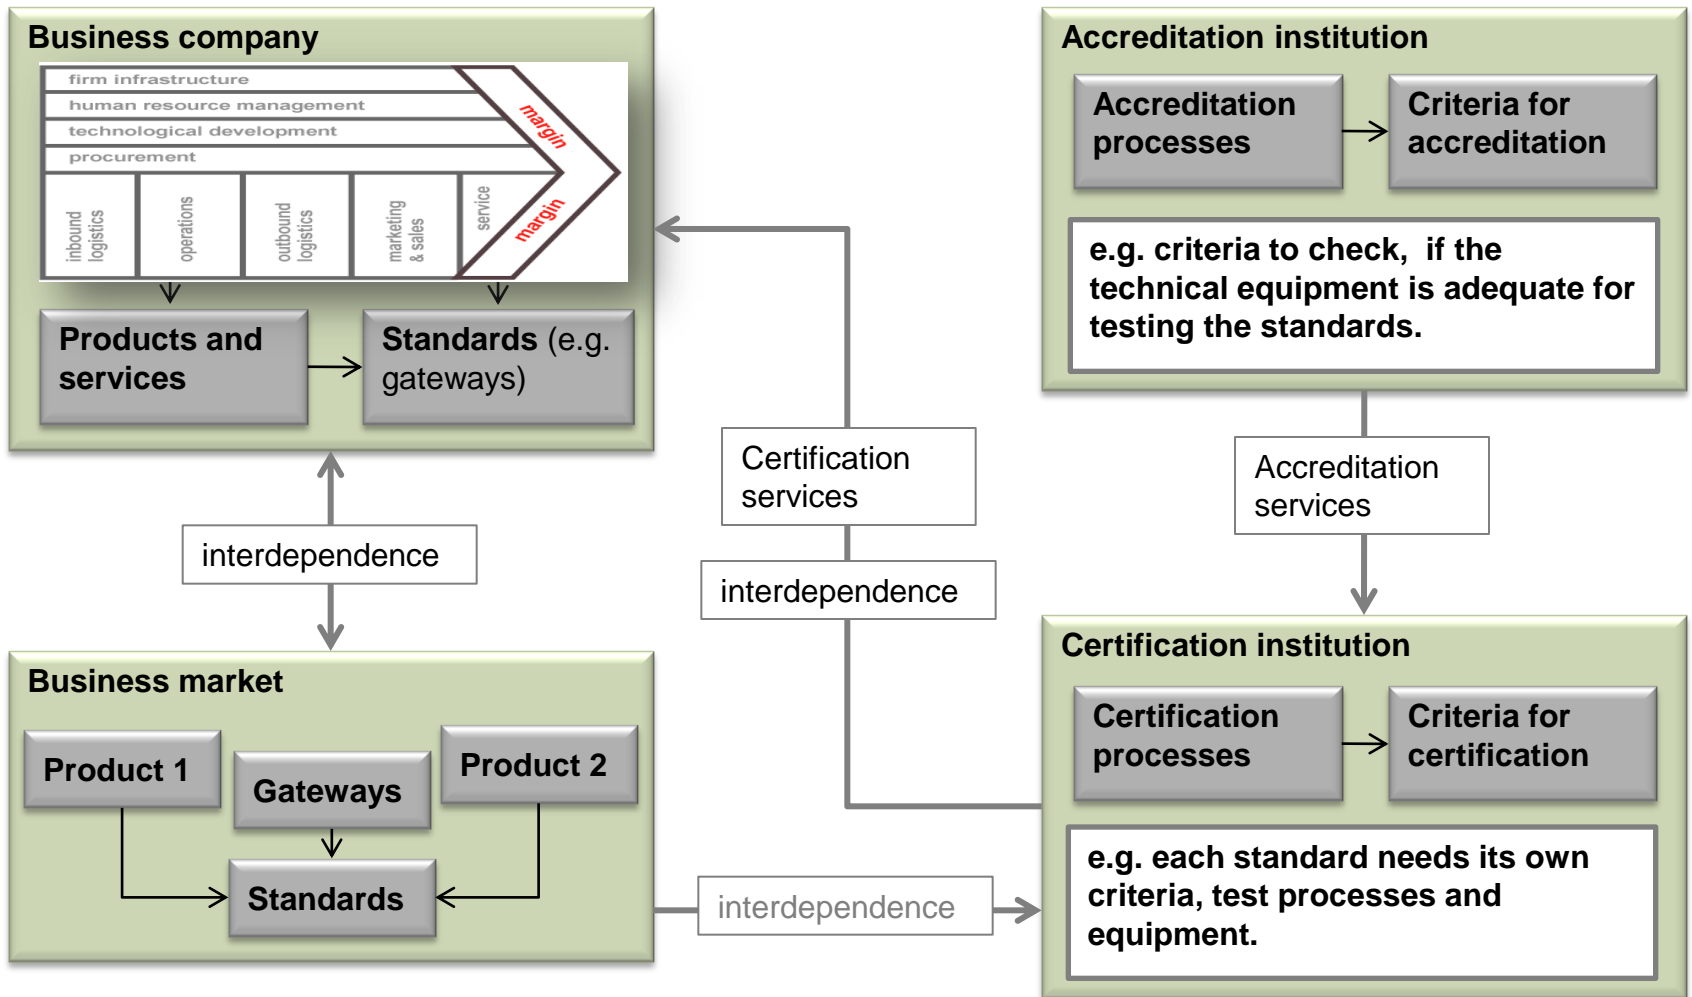 Business company
firm infrastructure
human resource management
technological development
procurement
inbound
logistics
operations
outbound
logistics
marketing
& sales
service
margin
margin
Products and
services
Standards (e.g.
gateways)
Accreditation institution
Accreditation
processes
Criteria for
accreditation
e.g. criteria to check,  if the
technical equipment is adequate for
testing the standards.
interdependence
Certification
services
interdependence
Accreditation
services
Business market
Product 1
Gateways
Product 2
Standards
interdependence
Certification institution
Certification
processes
Criteria for
certification
e.g. each standard needs its own
criteria, test processes and
equipment.